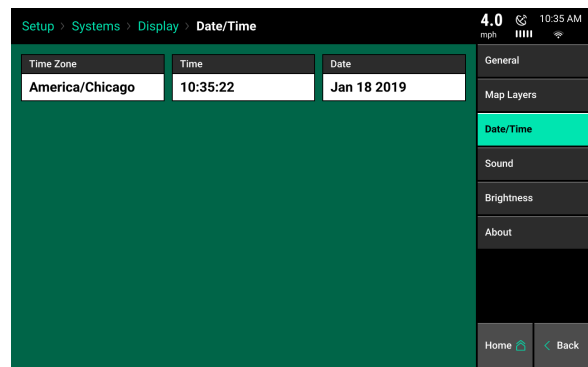 Setup > Systems > Display > Date/Time
4.0
mph
10:35 AM
Time Zone
America/Chicago
Time
10:35:22
Date
Jan 18 2019
General
Map Layers
Date/Time
Sound
Brightness
About
Home
< Back